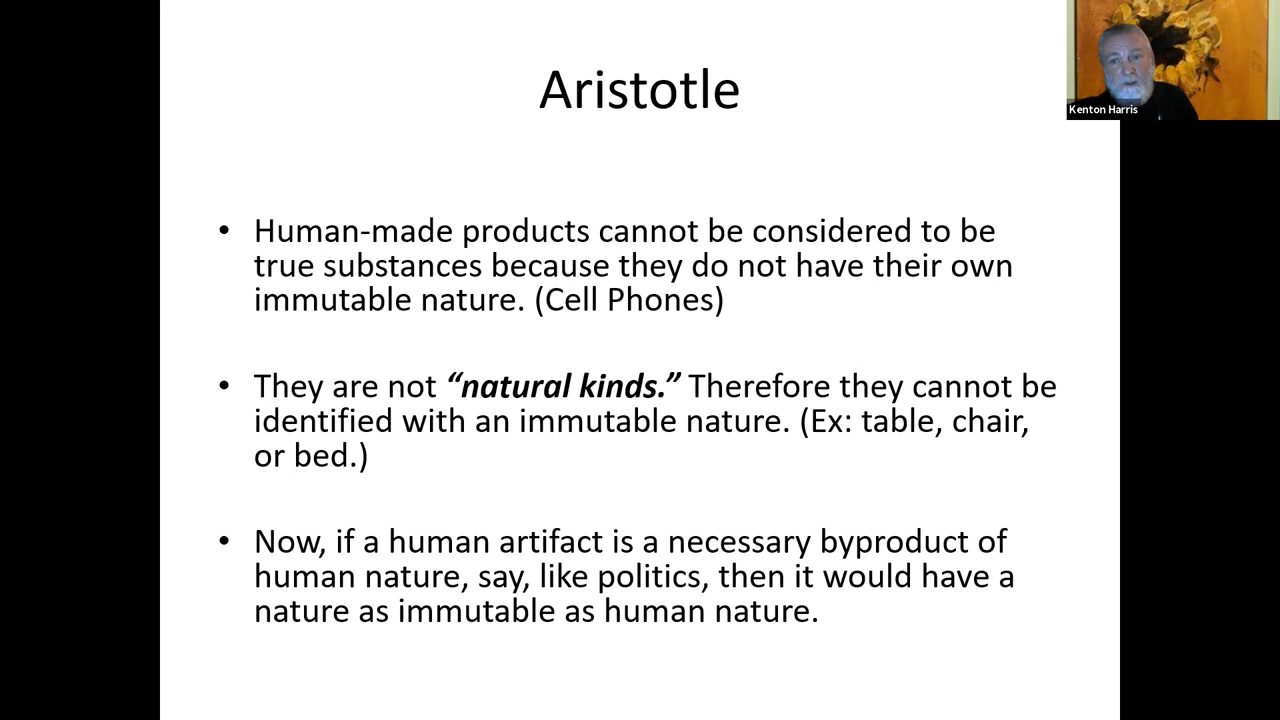 Aristotle
Kenton Harris
• Human-made products cannot be considered to be
true substances because they do not have their own
immutable nature. (Cell Phones)
• They are not “natural kinds.” Therefore they cannot be
identified with an immutable nature. (Ex: table, chair,
or bed.)
• Now, if a human artifact is a necessary byproduct of
human nature, say, like politics, then it would have a
nature as immutable as human nature.